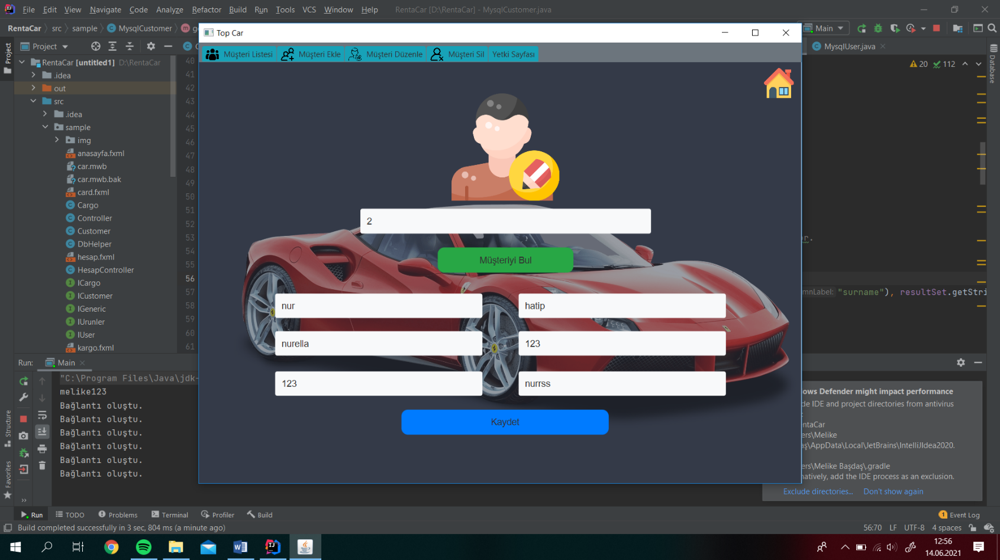 File Edit View Navigate Code Analyze Refactor Build Run Tools VCS Window Help RentaCar [D:\RentaCar] - MysqlCustomer.java
RentaCar src sample MysqlCustomer Main
Top Car
Project
MysqlUser.java
Müşteri Listesi Müşteri Ekle Müşteri Düzenle Müşteri Sil Yetki Sayfası
20 112
Project
Database
RentaCar [untitled1] D:\RentaCar
.idea
out
src
.idea
sample
img
anasayfa.fxml
car.mwb
car.mwb.bak
card.fxml
Cargo
Controller
Customer
DbHelper
hesap.fxml
HesapController
ICargo
ICustomer
IGeneric
IUrunler
IUser
kargo.fxml
40
41
42
43
44
45
46
47
48
49
50
51
52
53
54
55
56
57
58
59
60
61
2
Müşteriyi Bul
nur hatip
nurella 123
123 nurrss
Kaydet
"surname"), resultSet.getStri
Run: Main
"C:\Program Files\Java\jdk-
melike123
Bağlantı oluştu.
Bağlantı oluştu.
Bağlantı oluştu.
Bağlantı oluştu.
Bağlantı oluştu.
Bağlantı oluştu.
Structure
Favorites
ows Defender might impact performance
de IDE and project directories from antivirus
ntaCar
ers\Melike
aş\AppData\Local\JetBrains\IntelliJIdea2020.
ers\Melike Başdaş\.gradle
natively, add the IDE process as an exclusion.
Exclude directories... Don't show again
Run TODO Problems Terminal Profiler Build 1 Event Log
Build completed successfully in 3 sec, 804 ms (a minute ago) 56:70 LF UTF-8 4 spaces
12:56
14.06.2021